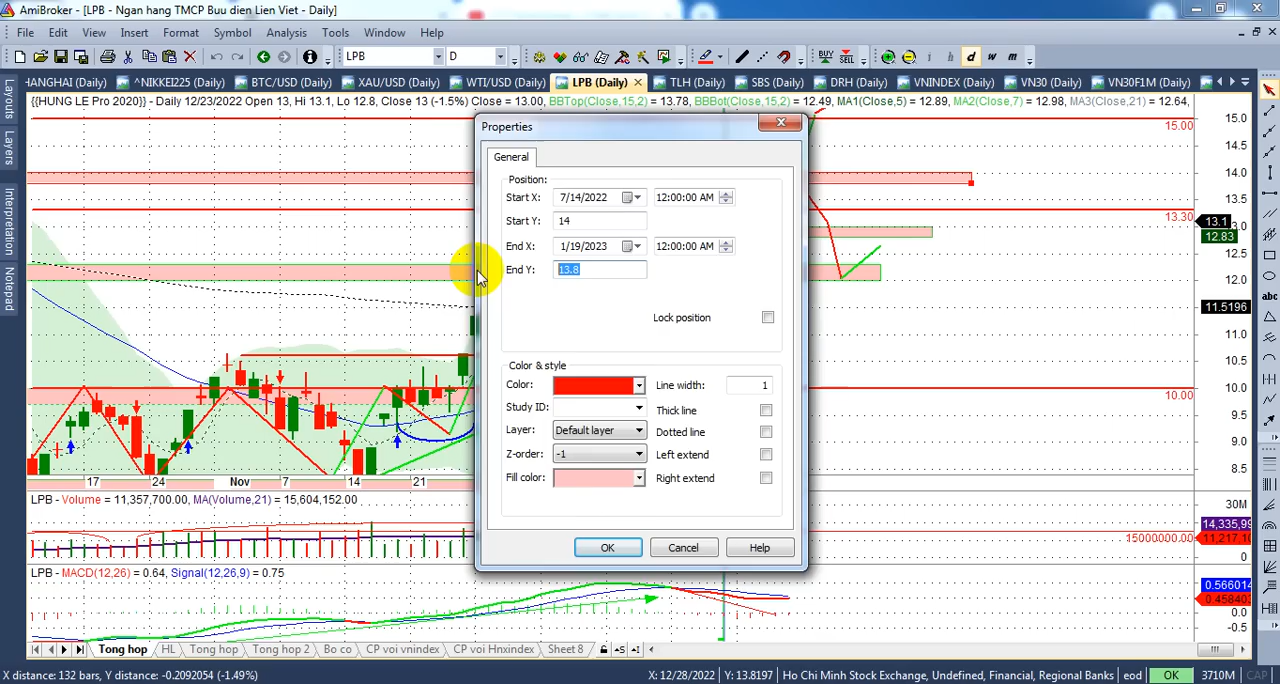 AmiBroker - [LPB - Ngan hang TMCP Buu dien Lien Viet - Daily]
File Edit View Insert Format Symbol Analysis Tools Window Help
LPB D BUY SELL i h d w m
HANGHAI (Daily) ^NIKKEI225 (Daily) BTC/USD (Daily) XAU/USD (Daily) WTI/USD (Daily) LPB (Daily) TLH (Daily) SBS (Daily) DRH (Daily) VNINDEX (Daily) VN30 (Daily) VN30F1M (Daily)
{{HUNG LE Pro 2020}} - Daily 12/23/2022 Open 13, Hi 13.1, Lo 12.8, Close 13 (-1.5%) Close = 13.00, BBTop(Close,15,2) = 13.78, BBBot(Close,15,2) = 12.49, MA1(Close,5) = 12.89, MA2(Close,7) = 12.98, MA3(Close,21) = 12.64,
Layouts
Layers
Interpretation
Notepad
Properties
General
Position:
Start X: 7/14/2022 12:00:00 AM
Start Y: 14
End X: 1/19/2023 12:00:00 AM
End Y: 13.8
Lock position
Color & style
Color: Line width: 1
Study ID: Thick line
Layer: Default layer Dotted line
Z-order: -1 Left extend
Fill color: Right extend
OK Cancel Help
15.00
13.30
10.00
15.0
14.5
14.0
13.5
13.1
13.0
12.83
12.5
12.0
11.5196
11.0
10.5
10.0
9.5
9.0
8.5
17 24 Nov 7 14 21
LPB - Volume = 11,357,700.00, MA(Volume,21) = 15,604,152.00
30M
14,335,99
15000000.00
11,217,10
0
LPB - MACD(12,26) = 0.64, Signal(12,26,9) = 0.75
0.566014
0.458403
0.0
-0.5
Tong hop HL Tong hop Tong hop 2 Bo co CP voi vnindex CP voi Hnxindex Sheet 8
X distance: 132 bars, Y distance: -0.2092054 (-1.49%) X: 12/28/2022 Y: 13.8197 Ho Chi Minh Stock Exchange, Undefined, Financial, Regional Banks eod OK 3710M CAP
abc